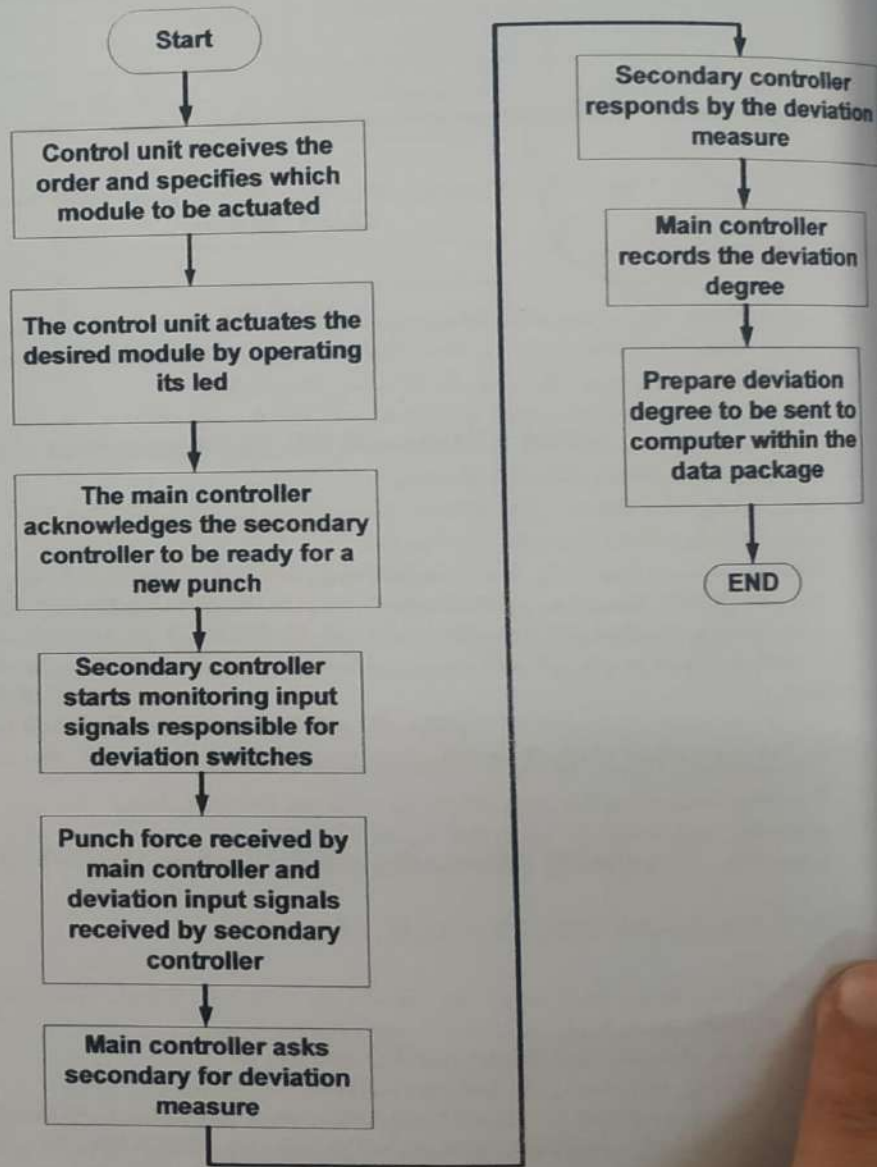 Start
Control unit receives the
order and specifies which
module to be actuated
The control unit actuates the
desired module by operating
its led
The main controller
acknowledges the secondary
controller to be ready for a
new punch
Secondary controller
starts monitoring input
signals responsible for
deviation switches
Punch force received by
main controller and
deviation input signals
received by secondary
controller
Main controller asks
secondary for deviation
measure
Secondary controller
responds by the deviation
measure
Main controller
records the deviation
degree
Prepare deviation
degree to be sent to
computer within the
data package
END